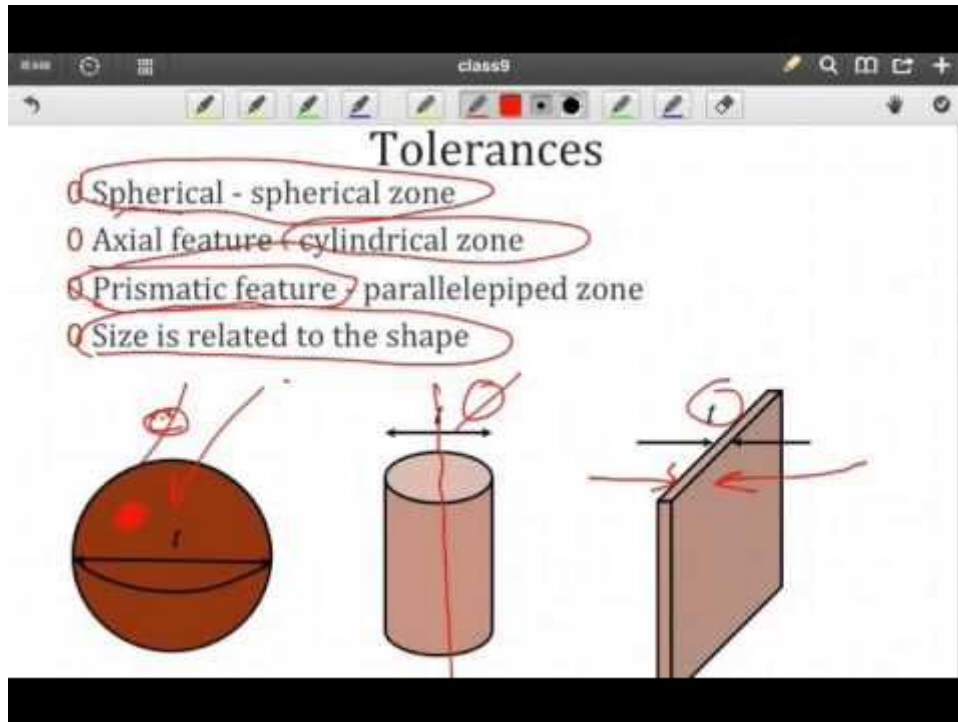 class9
Tolerances
Spherical - spherical zone
Axial feature - cylindrical zone
Prismatic feature - parallelepiped zone
Size is related to the shape
t
t
t